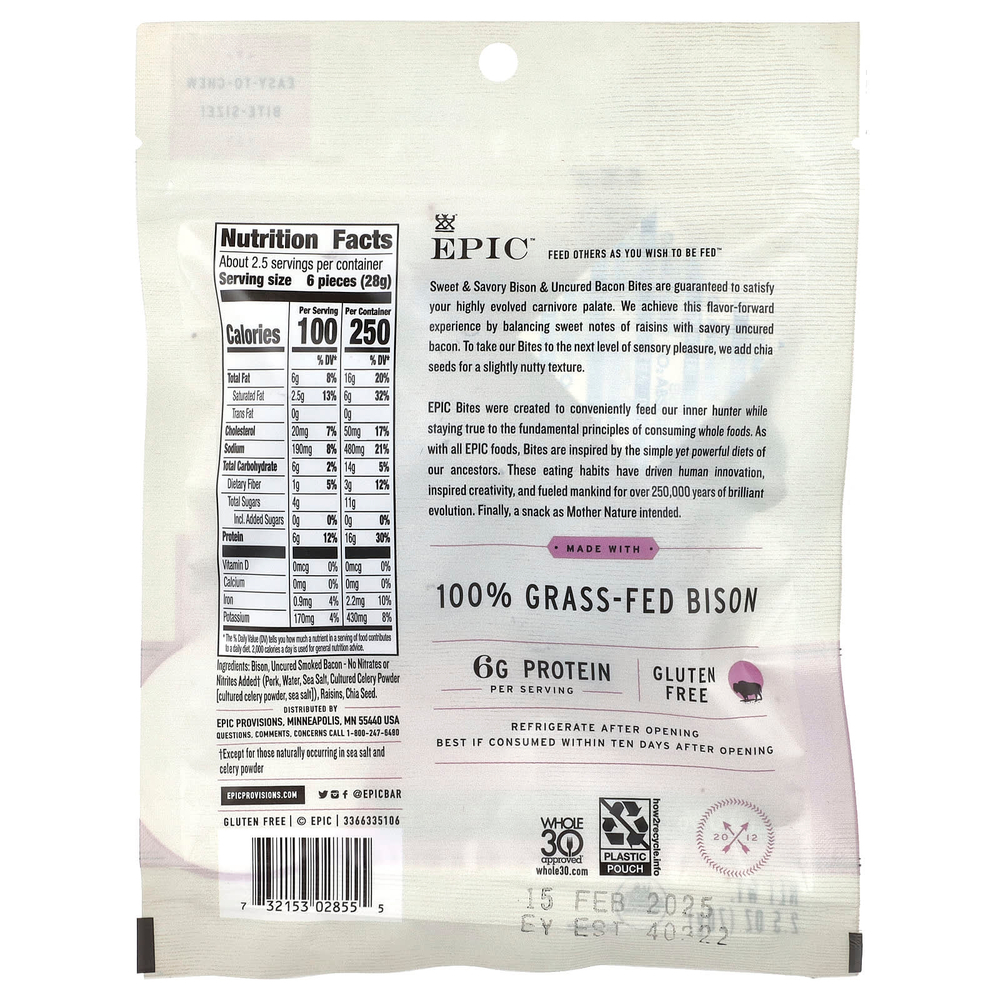 EASY-TO-CHEW
BITE-SIZE!
Nutrition Facts
About 2.5 servings per container
Serving size 6 pieces (28g)
Per Serving Per Container
Calories 100 250
% DV* % DV*
Total Fat 6g 8% 16g 20%
Saturated Fat 2.5g 13% 6g 32%
Trans Fat 0g 0g
Cholesterol 20mg 7% 50mg 17%
Sodium 190mg 8% 480mg 21%
Total Carbohydrate 6g 2% 14g 5%
Dietary Fiber 1g 5% 3g 12%
Total Sugars 4g 11g
Incl. Added Sugars 0g 0% 0g 0%
Protein 6g 12% 16g 30%
Vitamin D 0mcg 0% 0mcg 0%
Calcium 0mg 0% 0mg 0%
Iron 0.9mg 4% 2.2mg 10%
Potassium 170mg 4% 430mg 8%
*The % Daily Value (DV) tells you how much a nutrient in a serving of food contributes
to a daily diet. 2,000 calories a day is used for general nutrition advice.
Ingredients: Bison, Uncured Smoked Bacon - No Nitrates or
Nitrites Added† (Pork, Water, Sea Salt, Cultured Celery Powder
[cultured celery powder, sea salt]), Raisins, Chia Seed.
DISTRIBUTED BY
EPIC PROVISIONS, MINNEAPOLIS, MN 55440 USA
QUESTIONS, COMMENTS, CONCERNS CALL 1-800-247-6480
†Except for those naturally occurring in sea salt and
celery powder
EPICPROVISIONS.COM @EPICBAR
GLUTEN FREE | © EPIC | 3366335106
7 32153 02855 5
EPIC™ FEED OTHERS AS YOU WISH TO BE FED™
Sweet & Savory Bison & Uncured Bacon Bites are guaranteed to satisfy
your highly evolved carnivore palate. We achieve this flavor-forward
experience by balancing sweet notes of raisins with savory uncured
bacon. To take our Bites to the next level of sensory pleasure, we add chia
seeds for a slightly nutty texture.
EPIC Bites were created to conveniently feed our inner hunter while
staying true to the fundamental principles of consuming whole foods. As
with all EPIC foods, Bites are inspired by the simple yet powerful diets of
our ancestors. These eating habits have driven human innovation,
inspired creativity, and fueled mankind for over 250,000 years of brilliant
evolution. Finally, a snack as Mother Nature intended.
MADE WITH
100% GRASS-FED BISON
6G PROTEIN
PER SERVING
GLUTEN
FREE
REFRIGERATE AFTER OPENING
BEST IF CONSUMED WITHIN TEN DAYS AFTER OPENING
WHOLE
30
approved
whole30.com
PLASTIC
POUCH
how2recycle.info
2012
15 FEB 2025
EY EST 40322
NET WT.